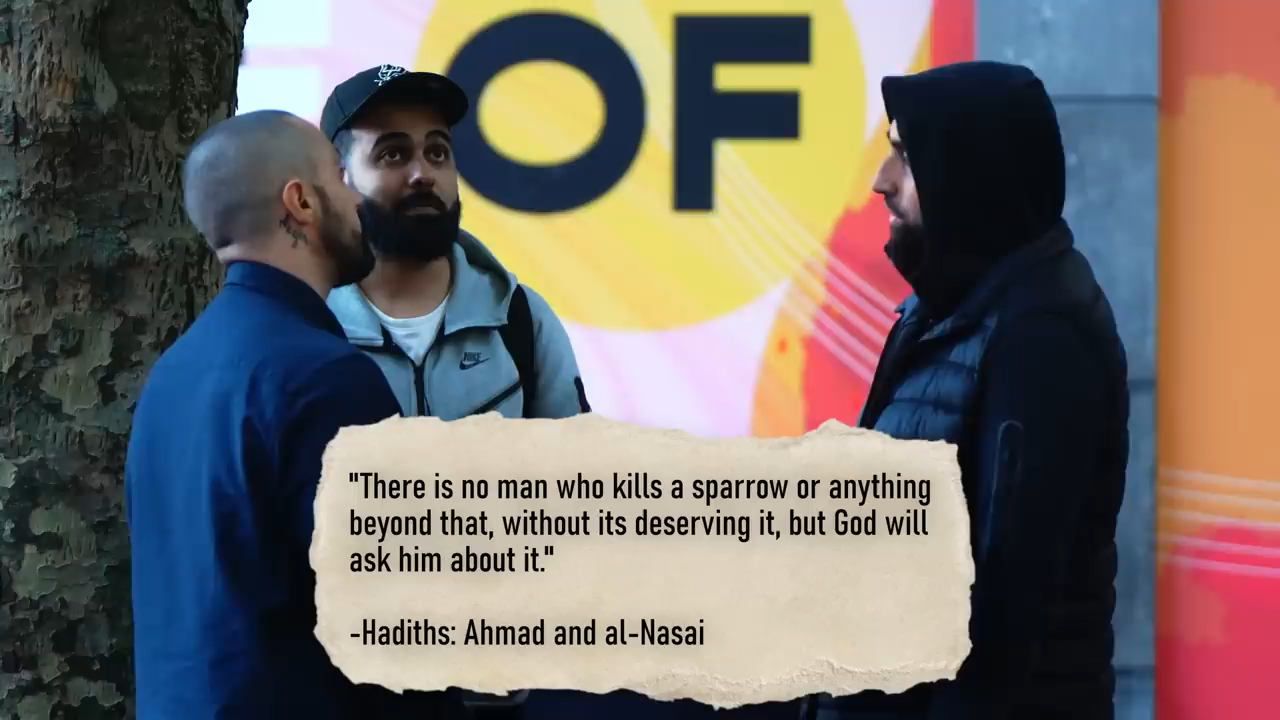 OF
NIKE
"There is no man who kills a sparrow or anything
beyond that, without its deserving it, but God will
ask him about it."
-Hadiths: Ahmad and al-Nasai